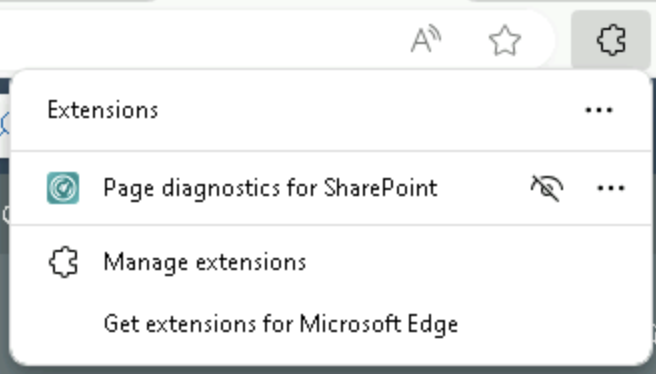 A
Extensions
Page diagnostics for SharePoint
Manage extensions
Get extensions for Microsoft Edge